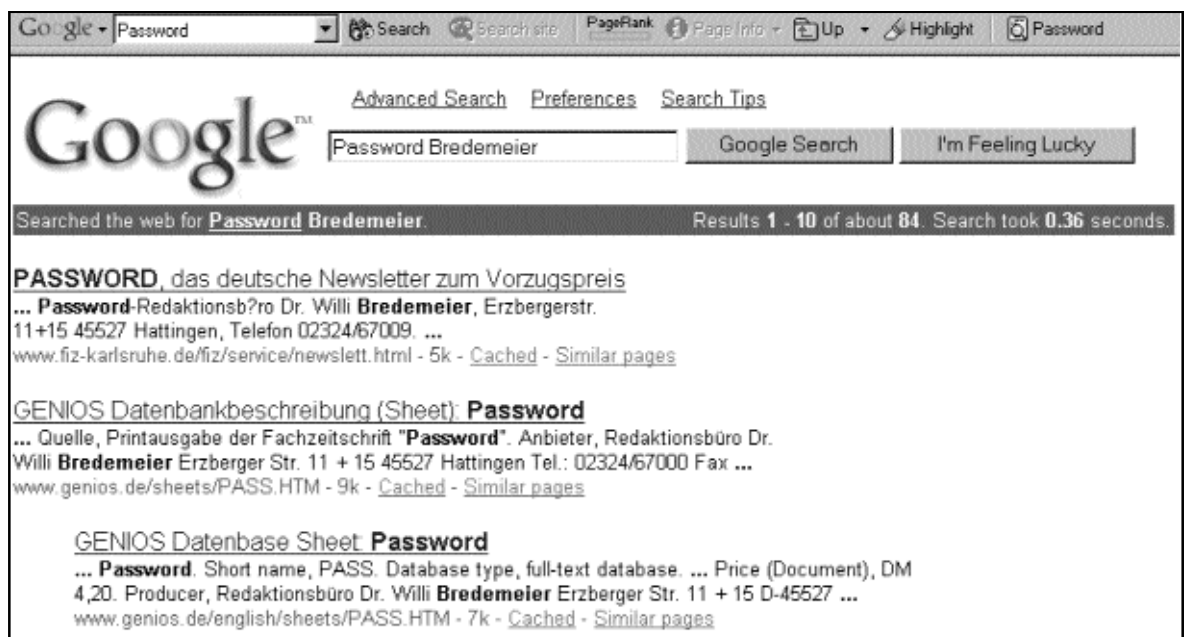 Google Password Search Search site PageRank Page Info Up Highlight Password
Advanced Search Preferences Search Tips
Google™ Password Bredemeier Google Search I'm Feeling Lucky
Searched the web for Password Bredemeier. Results 1 - 10 of about 84. Search took 0.36 seconds.
PASSWORD, das deutsche Newsletter zum Vorzugspreis
... Password-Redaktionsb?ro Dr. Willi Bredemeier, Erzbergerstr.
11+15 45527 Hattingen, Telefon 02324/67009. ...
www.fiz-karlsruhe.de/fiz/service/newslett.html - 5k - Cached - Similar pages
GENIOS Datenbankbeschreibung (Sheet): Password
... Quelle, Printausgabe der Fachzeitschrift "Password". Anbieter, Redaktionsbüro Dr.
Willi Bredemeier Erzberger Str. 11 + 15 45527 Hattingen Tel.: 02324/67000 Fax ...
www.genios.de/sheets/PASS.HTM - 9k - Cached - Similar pages
GENIOS Datenbase Sheet: Password
... Password. Short name, PASS. Database type, full-text database. ... Price (Document), DM
4,20. Producer, Redaktionsbüro Dr. Willi Bredemeier Erzberger Str. 11 + 15 D-45527 ...
www.genios.de/english/sheets/PASS.HTM - 7k - Cached - Similar pages